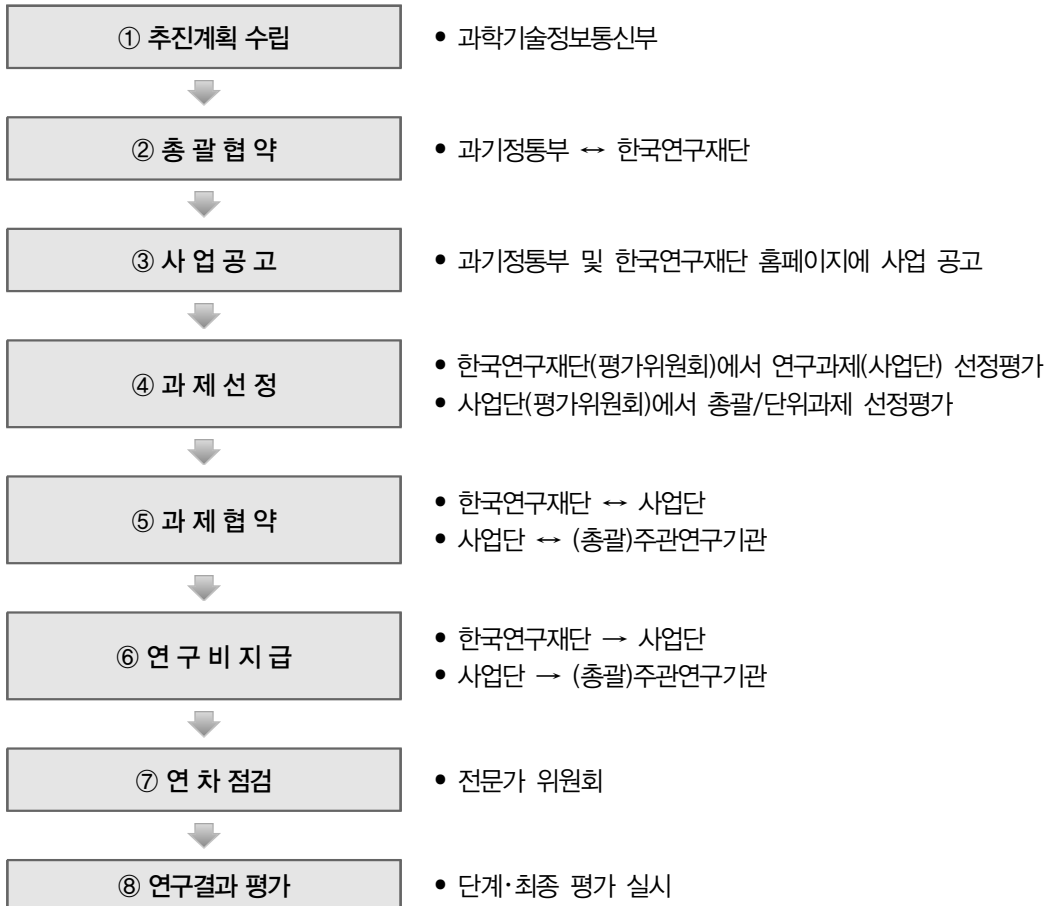 ① 추진계획 수립
• 과학기술정보통신부
② 총 괄 협 약
• 과기정통부 ↔ 한국연구재단
③ 사 업 공 고
• 과기정통부 및 한국연구재단 홈페이지에 사업 공고
④ 과 제 선 정
• 한국연구재단(평가위원회)에서 연구과제(사업단) 선정평가
• 사업단(평가위원회)에서 총괄/단위과제 선정평가
⑤ 과 제 협 약
• 한국연구재단 ↔ 사업단
• 사업단 ↔ (총괄)주관연구기관
⑥ 연 구 비 지 급
• 한국연구재단 → 사업단
• 사업단 → (총괄)주관연구기관
⑦ 연 차 점검
• 전문가 위원회
⑧ 연구결과 평가
• 단계·최종 평가 실시